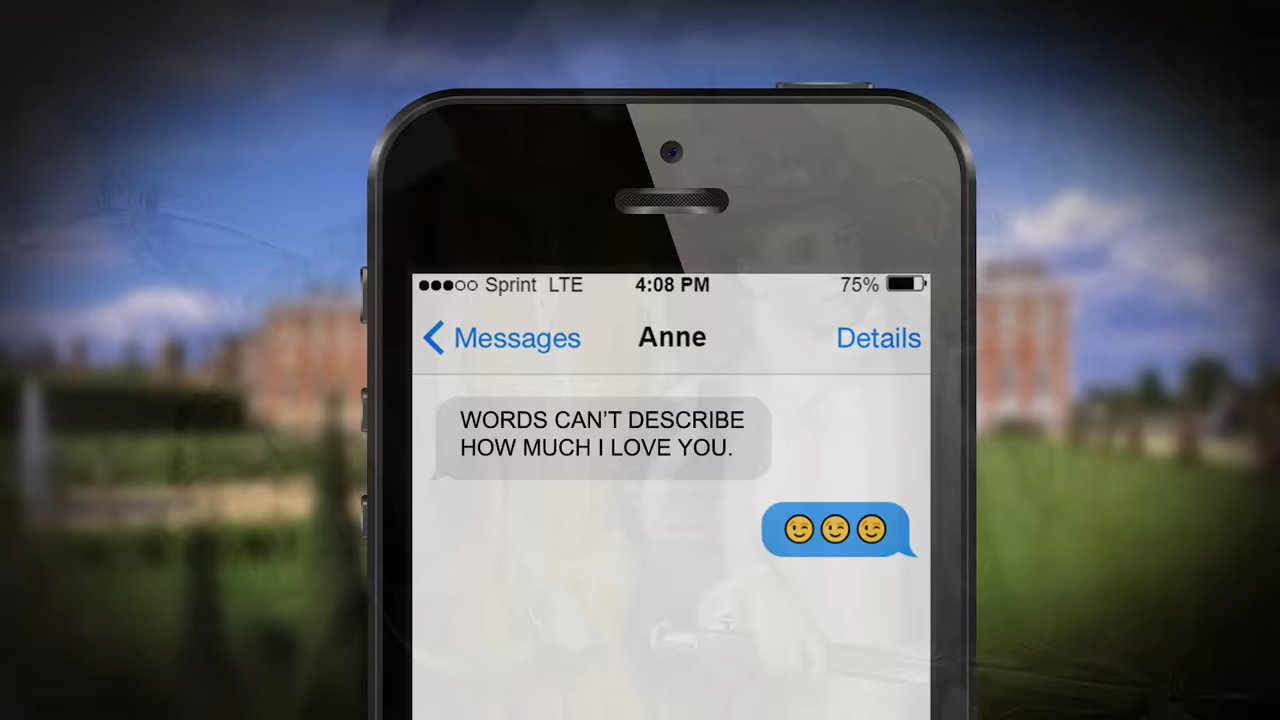 Sprint LTE 4:08 PM 75%
Messages Anne Details
WORDS CAN’T DESCRIBE
HOW MUCH I LOVE YOU.
😉😉😉